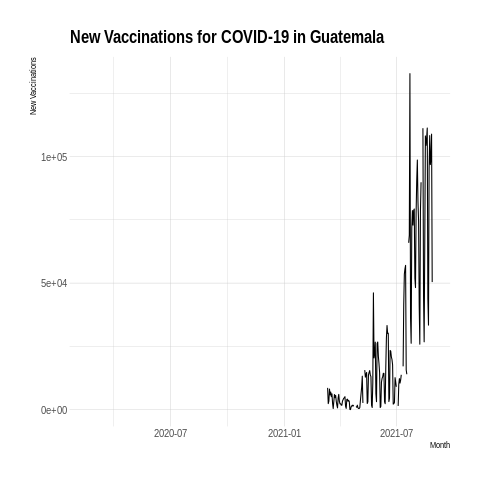 New Vaccinations for COVID-19 in Guatemala
New Vaccinations
1e+05
5e+04
0e+00
2020-07
2021-01
2021-07
Month